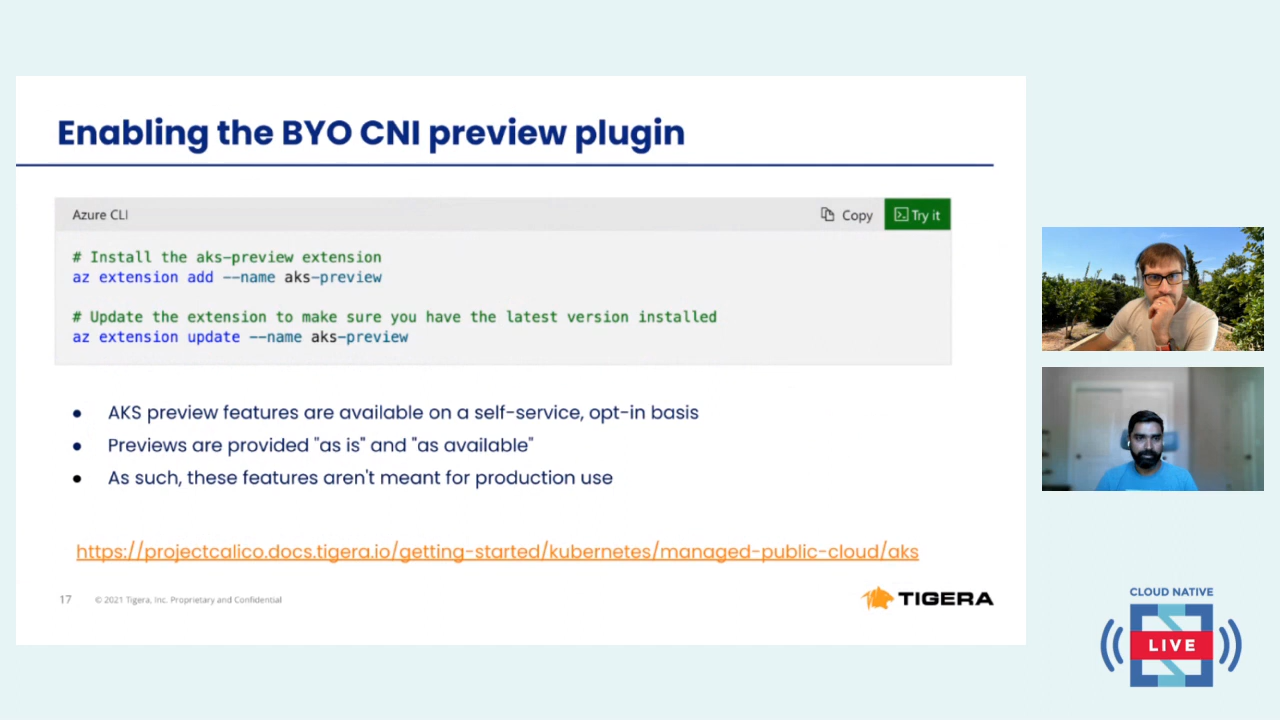 Enabling the BYO CNI preview plugin
Azure CLI
Copy
Try it
# Install the aks-preview extension
az extension add --name aks-preview
# Update the extension to make sure you have the latest version installed
az extension update --name aks-preview
● AKS preview features are available on a self-service, opt-in basis
● Previews are provided "as is" and "as available"
● As such, these features aren't meant for production use
https://projectcalico.docs.tigera.io/getting-started/kubernetes/managed-public-cloud/aks
17 © 2021 Tigera, Inc. Proprietary and Confidential
TIGERA
CLOUD NATIVE
LIVE